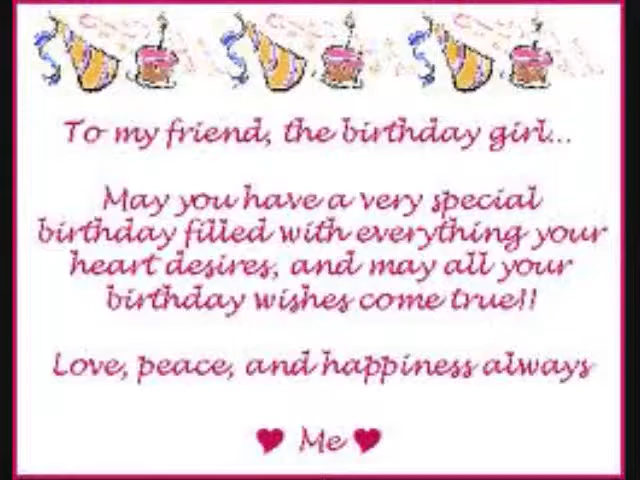 To my friend, the birthday girl...
May you have a very special
birthday filled with everything your
heart desires, and may all your
birthday wishes come true!!
Love, peace, and happiness always
♥ Me ♥